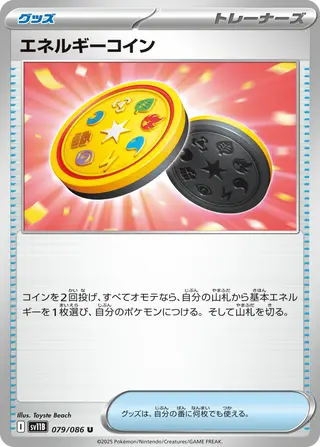 グッズ
トレーナーズ
エネルギーコイン
コインを2回投げ、すべてオモテなら、自分の山札から基本エネル
ギーを1枚選び、自分のポケモンにつける。そして山札を切る。
Illus. Toyste Beach
I sv11B 079/086 U
グッズは、自分の番に何枚でも使える。
©2025 Pokémon/Nintendo/Creatures/GAME FREAK.